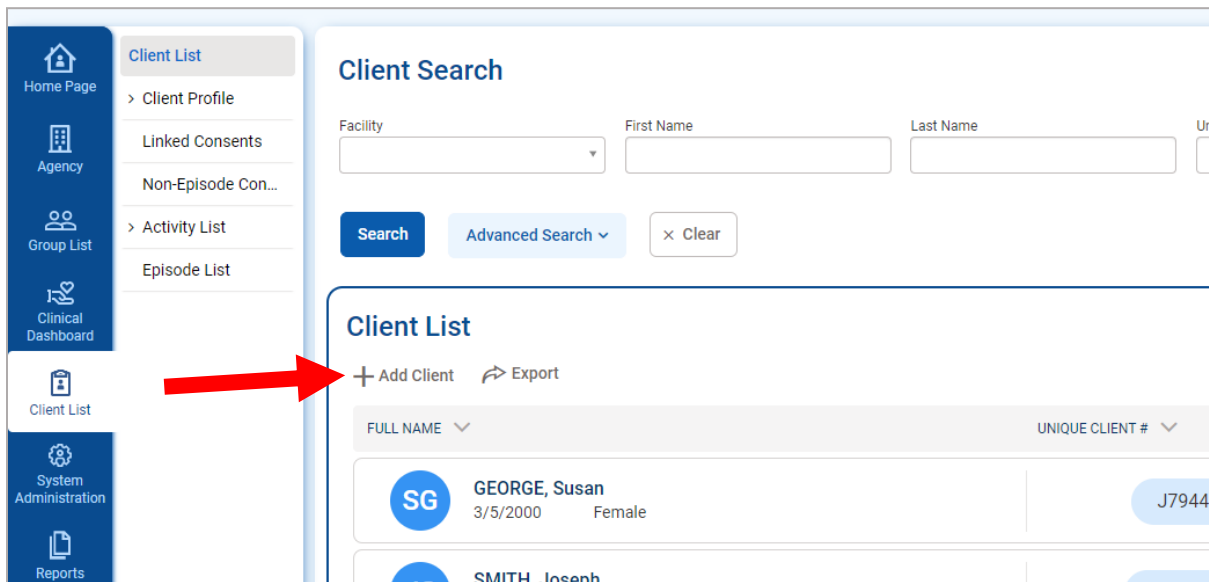 Home Page
Agency
Group List
Clinical
Dashboard
Client List
System
Administration
Reports
Client List
Client Profile
Linked Consents
Non-Episode Con...
Activity List
Episode List
Client Search
Facility First Name Last Name
Search Advanced Search × Clear
Client List
+ Add Client Export
FULL NAME UNIQUE CLIENT #
SG GEORGE, Susan J7944
3/5/2000 Female
SMITH, Joseph